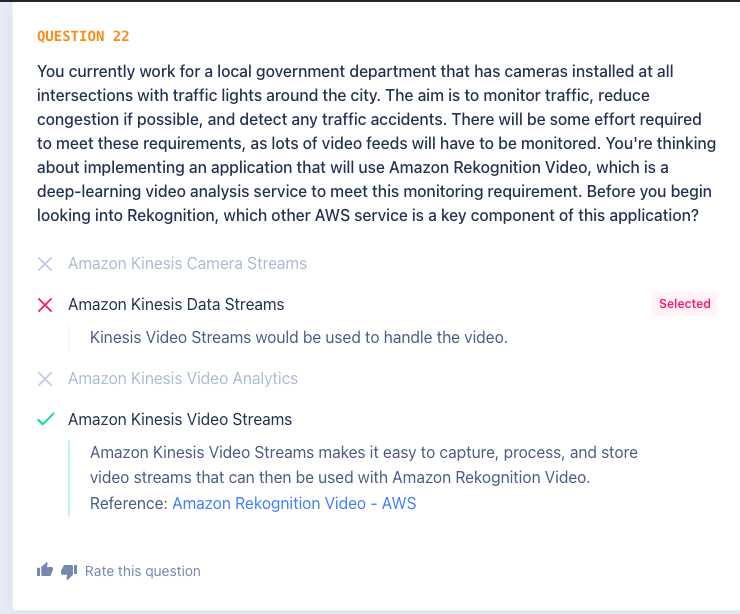 QUESTION 22
You currently work for a local government department that has cameras installed at all
intersections with traffic lights around the city. The aim is to monitor traffic, reduce
congestion if possible, and detect any traffic accidents. There will be some effort required
to meet these requirements, as lots of video feeds will have to be monitored. You're thinking
about implementing an application that will use Amazon Rekognition Video, which is a
deep-learning video analysis service to meet this monitoring requirement. Before you begin
looking into Rekognition, which other AWS service is a key component of this application?
Amazon Kinesis Camera Streams
Amazon Kinesis Data Streams
Selected
Kinesis Video Streams would be used to handle the video.
Amazon Kinesis Video Analytics
Amazon Kinesis Video Streams
Amazon Kinesis Video Streams makes it easy to capture, process, and store
video streams that can then be used with Amazon Rekognition Video.
Reference: Amazon Rekognition Video - AWS
Rate this question